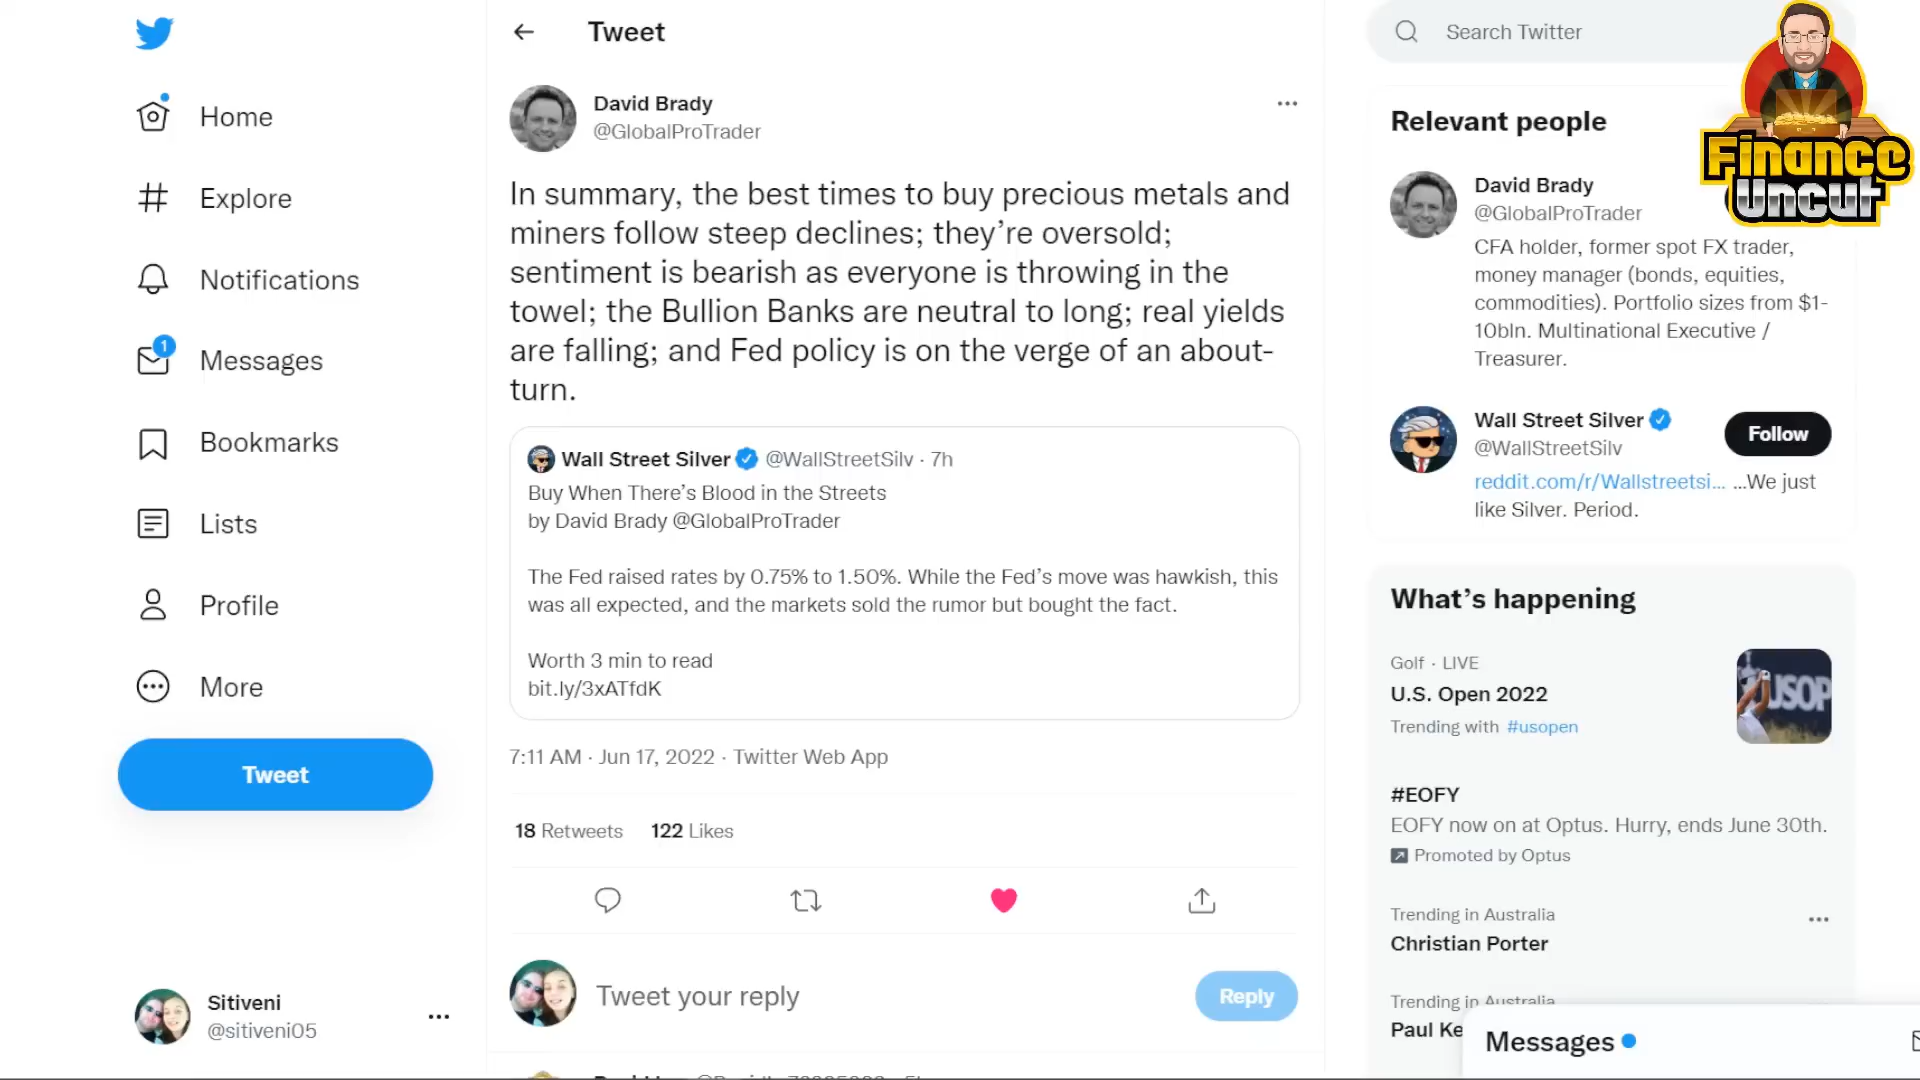 Home
Explore
Notifications
1
Messages
Bookmarks
Lists
Profile
More
Tweet
Sitiveni
@sitiveni05
Tweet
David Brady
@GlobalProTrader
In summary, the best times to buy precious metals and
miners follow steep declines; they’re oversold;
sentiment is bearish as everyone is throwing in the
towel; the Bullion Banks are neutral to long; real yields
are falling; and Fed policy is on the verge of an about-
turn.
Wall Street Silver @WallStreetSilv · 7h
Buy When There’s Blood in the Streets
by David Brady @GlobalProTrader
The Fed raised rates by 0.75% to 1.50%. While the Fed’s move was hawkish, this
was all expected, and the markets sold the rumor but bought the fact.
Worth 3 min to read
bit.ly/3xATfdK
7:11 AM · Jun 17, 2022 · Twitter Web App
18 Retweets 122 Likes
Tweet your reply
Reply
Search Twitter
Finance
Uncut
Relevant people
David Brady
@GlobalProTrader
CFA holder, former spot FX trader,
money manager (bonds, equities,
commodities). Portfolio sizes from $1-
10bln. Multinational Executive /
Treasurer.
Wall Street Silver
@WallStreetSilv
Follow
reddit.com/r/Wallstreetsi… ...We just
like Silver. Period.
What’s happening
Golf · LIVE
U.S. Open 2022
Trending with #usopen
USOP
#EOFY
EOFY now on at Optus. Hurry, ends June 30th.
Promoted by Optus
Trending in Australia
Christian Porter
Trending in Australia
Paul Ke
Messages